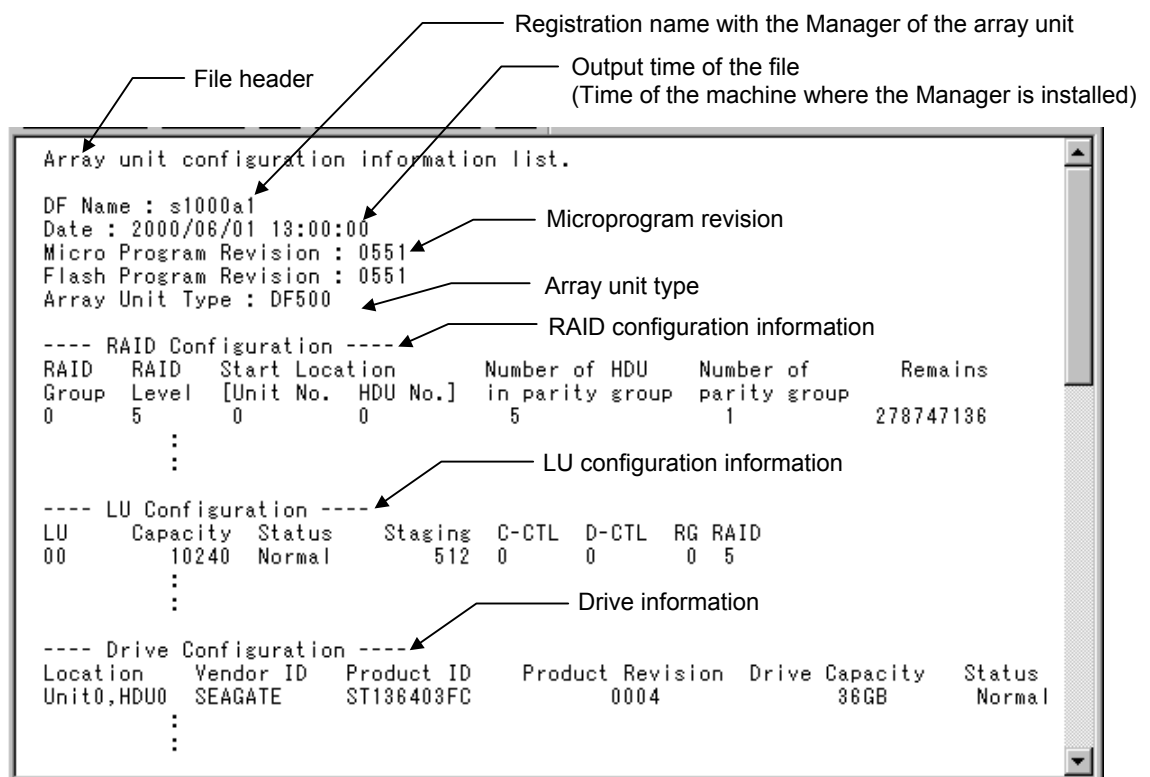 Registration name with the Manager of the array unit
File header
Output time of the file
(Time of the machine where the Manager is installed)
Array unit configuration information list.
DF Name : s1000a1
Date : 2000/06/01 13:00:00
Micro Program Revision : 0551
Microprogram revision
Flash Program Revision : 0551
Array Unit Type : DF500
Array unit type
RAID configuration information
---- RAID Configuration ----
RAID RAID Start Location Number of HDU Number of Remains
Group Level [Unit No. HDU No.] in parity group parity group
0 5 0 0 5 1 278747136
:
:
LU configuration information
---- LU Configuration ----
LU Capacity Status Staging C-CTL D-CTL RG RAID
00 10240 Normal 512 0 0 0 5
:
:
Drive information
---- Drive Configuration ----
Location Vendor ID Product ID Product Revision Drive Capacity Status
Unit0,HDU0 SEAGATE ST136403FC 0004 36GB Normal
:
: